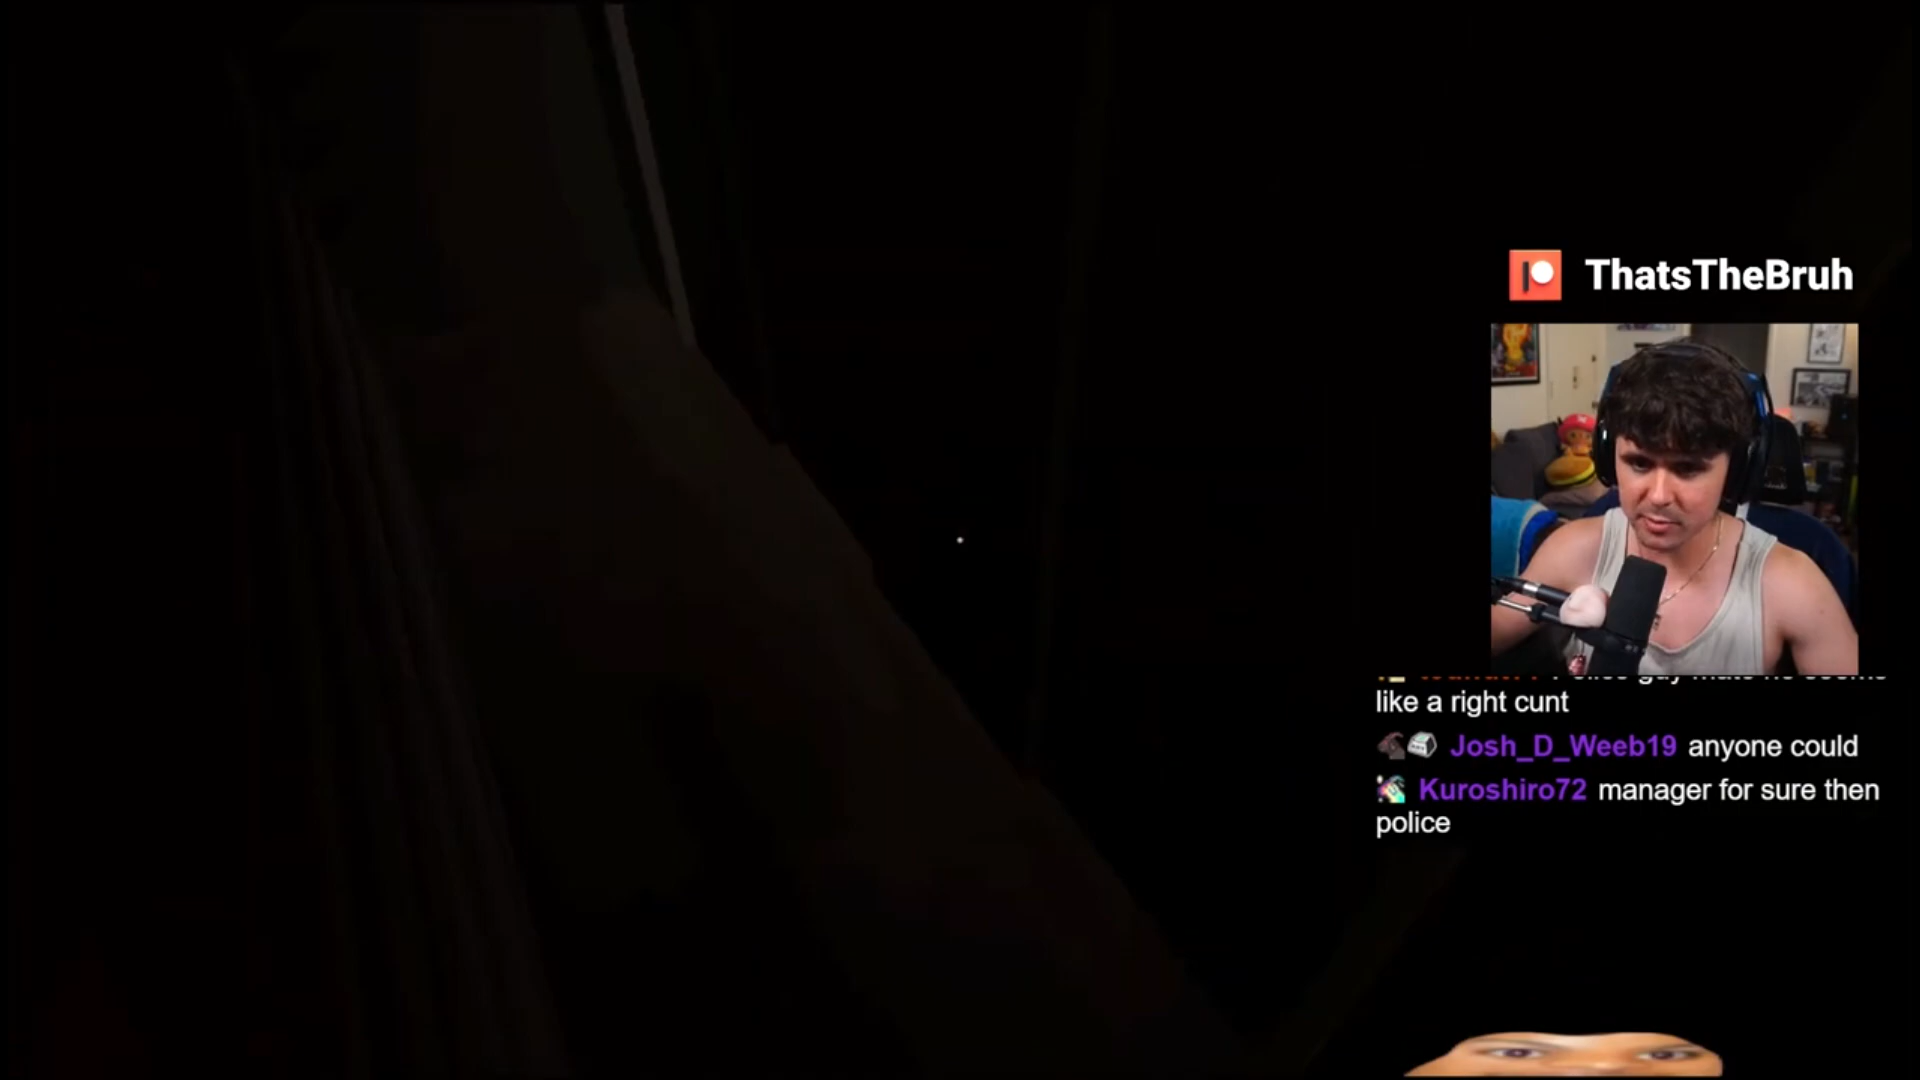 ThatsTheBruh
like a right cunt
Josh_D_Weeb19 anyone could
Kuroshiro72 manager for sure then
police